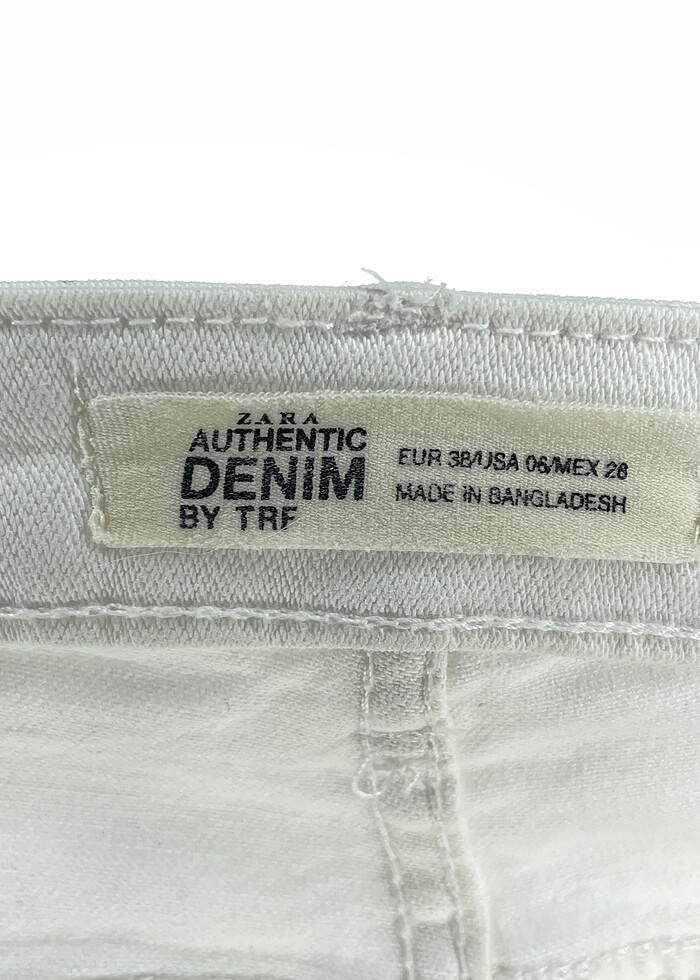 ZARA
AUTHENTIC
DENIM
BY TRF
EUR 38/USA 06/MEX 28
MADE IN BANGLADESH